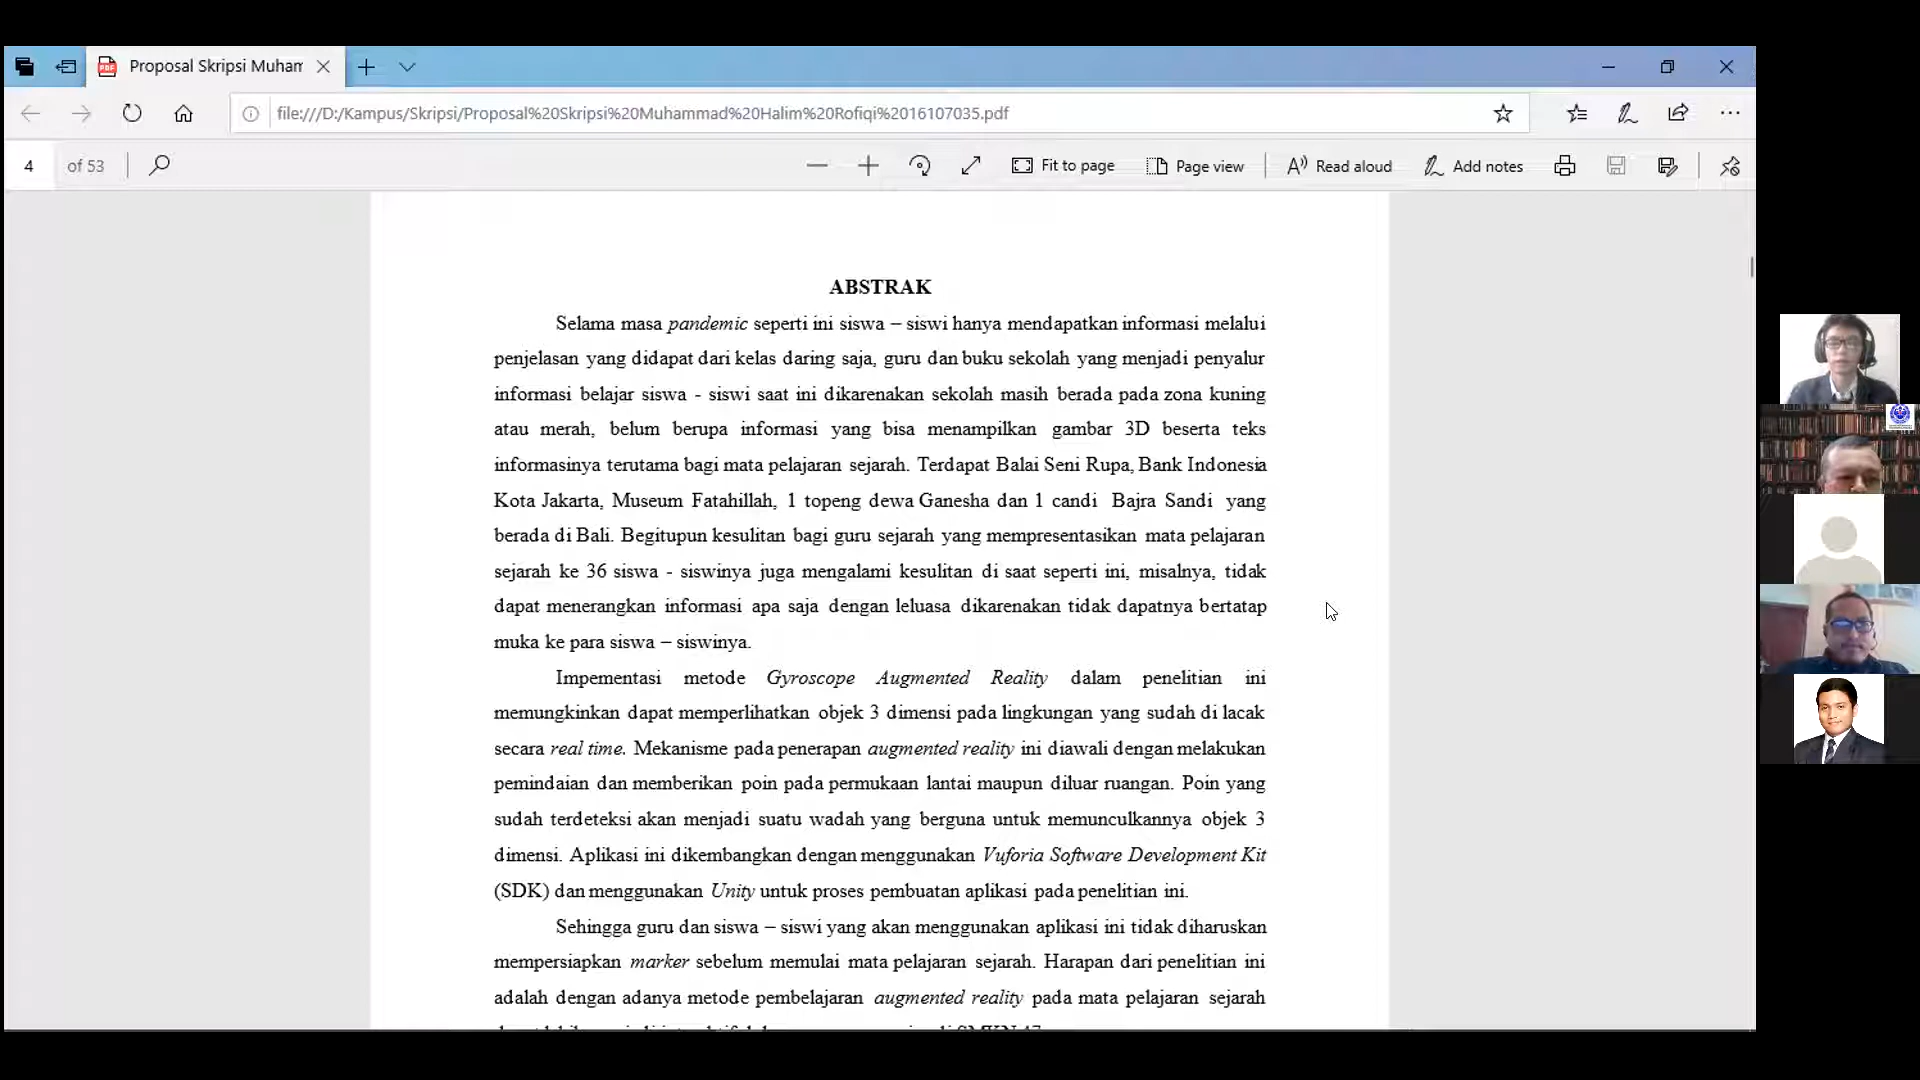 Proposal Skripsi Muham
file:///D:/Kampus/Skripsi/Proposal%20Skripsi%20Muhammad%20Halim%20Rofiqi%2016107035.pdf
4 of 53 Fit to page Page view Read aloud Add notes
ABSTRAK
Selama masa pandemic seperti ini siswa – siswi hanya mendapatkan informasi melalui
penjelasan yang didapat dari kelas daring saja, guru dan buku sekolah yang menjadi penyalur
informasi belajar siswa - siswi saat ini dikarenakan sekolah masih berada pada zona kuning
atau merah, belum berupa informasi yang bisa menampilkan gambar 3D beserta teks
informasinya terutama bagi mata pelajaran sejarah. Terdapat Balai Seni Rupa, Bank Indonesia
Kota Jakarta, Museum Fatahillah, 1 topeng dewa Ganesha dan 1 candi Bajra Sandi yang
berada di Bali. Begitupun kesulitan bagi guru sejarah yang mempresentasikan mata pelajaran
sejarah ke 36 siswa - siswinya juga mengalami kesulitan di saat seperti ini, misalnya, tidak
dapat menerangkan informasi apa saja dengan leluasa dikarenakan tidak dapatnya bertatap
muka ke para siswa – siswinya.
Impementasi metode Gyroscope Augmented Reality dalam penelitian ini
memungkinkan dapat memperlihatkan objek 3 dimensi pada lingkungan yang sudah di lacak
secara real time. Mekanisme pada penerapan augmented reality ini diawali dengan melakukan
pemindaian dan memberikan poin pada permukaan lantai maupun diluar ruangan. Poin yang
sudah terdeteksi akan menjadi suatu wadah yang berguna untuk memunculkannya objek 3
dimensi. Aplikasi ini dikembangkan dengan menggunakan Vuforia Software Development Kit
(SDK) dan menggunakan Unity untuk proses pembuatan aplikasi pada penelitian ini.
Sehingga guru dan siswa – siswi yang akan menggunakan aplikasi ini tidak diharuskan
mempersiapkan marker sebelum memulai mata pelajaran sejarah. Harapan dari penelitian ini
adalah dengan adanya metode pembelajaran augmented reality pada mata pelajaran sejarah